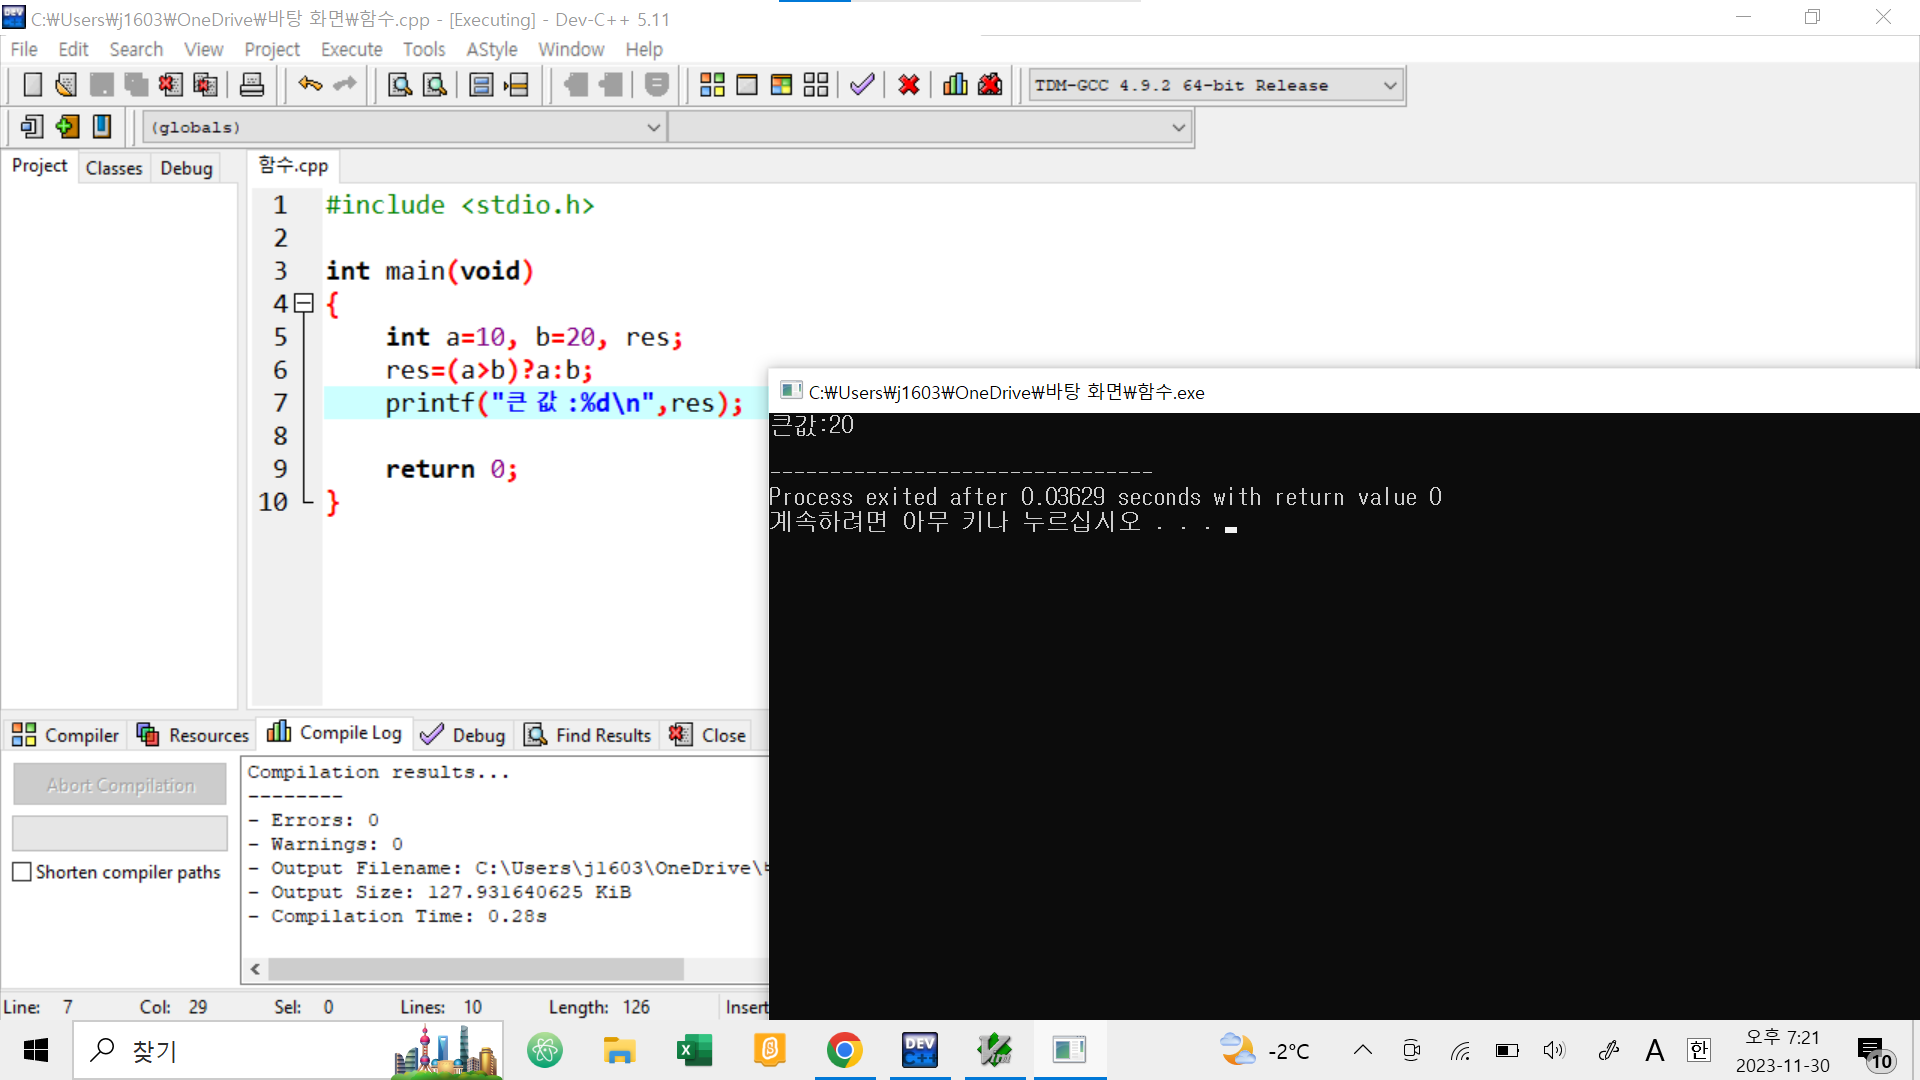 C:₩Users₩j1603₩OneDrive₩바탕 화면₩함수.cpp - [Executing] - Dev-C++ 5.11
File Edit Search View Project Execute Tools AStyle Window Help
TDM-GCC 4.9.2 64-bit Release
(globals)
Project Classes Debug
함수.cpp
1 #include <stdio.h>
2
3 int main(void)
4 {
5 int a=10, b=20, res;
6 res=(a>b)?a:b;
7 printf("큰값:%d\n",res);
8
9 return 0;
10 }
C:₩Users₩j1603₩OneDrive₩바탕 화면₩함수.exe
큰값:20
--------------------------------
Process exited after 0.03629 seconds with return value 0
계속하려면 아무 키나 누르십시오 . . .
Compiler Resources Compile Log Debug Find Results Close
Abort Compilation
Shorten compiler paths
Compilation results...
--------
- Errors: 0
- Warnings: 0
- Output Filename: C:\Users\j1603\OneDrive\
- Output Size: 127.931640625 KiB
- Compilation Time: 0.28s
Line: 7 Col: 29 Sel: 0 Lines: 10 Length: 126 Insert
찾기
DEV C++
-2°C
A
한
오후 7:21
2023-11-30
10